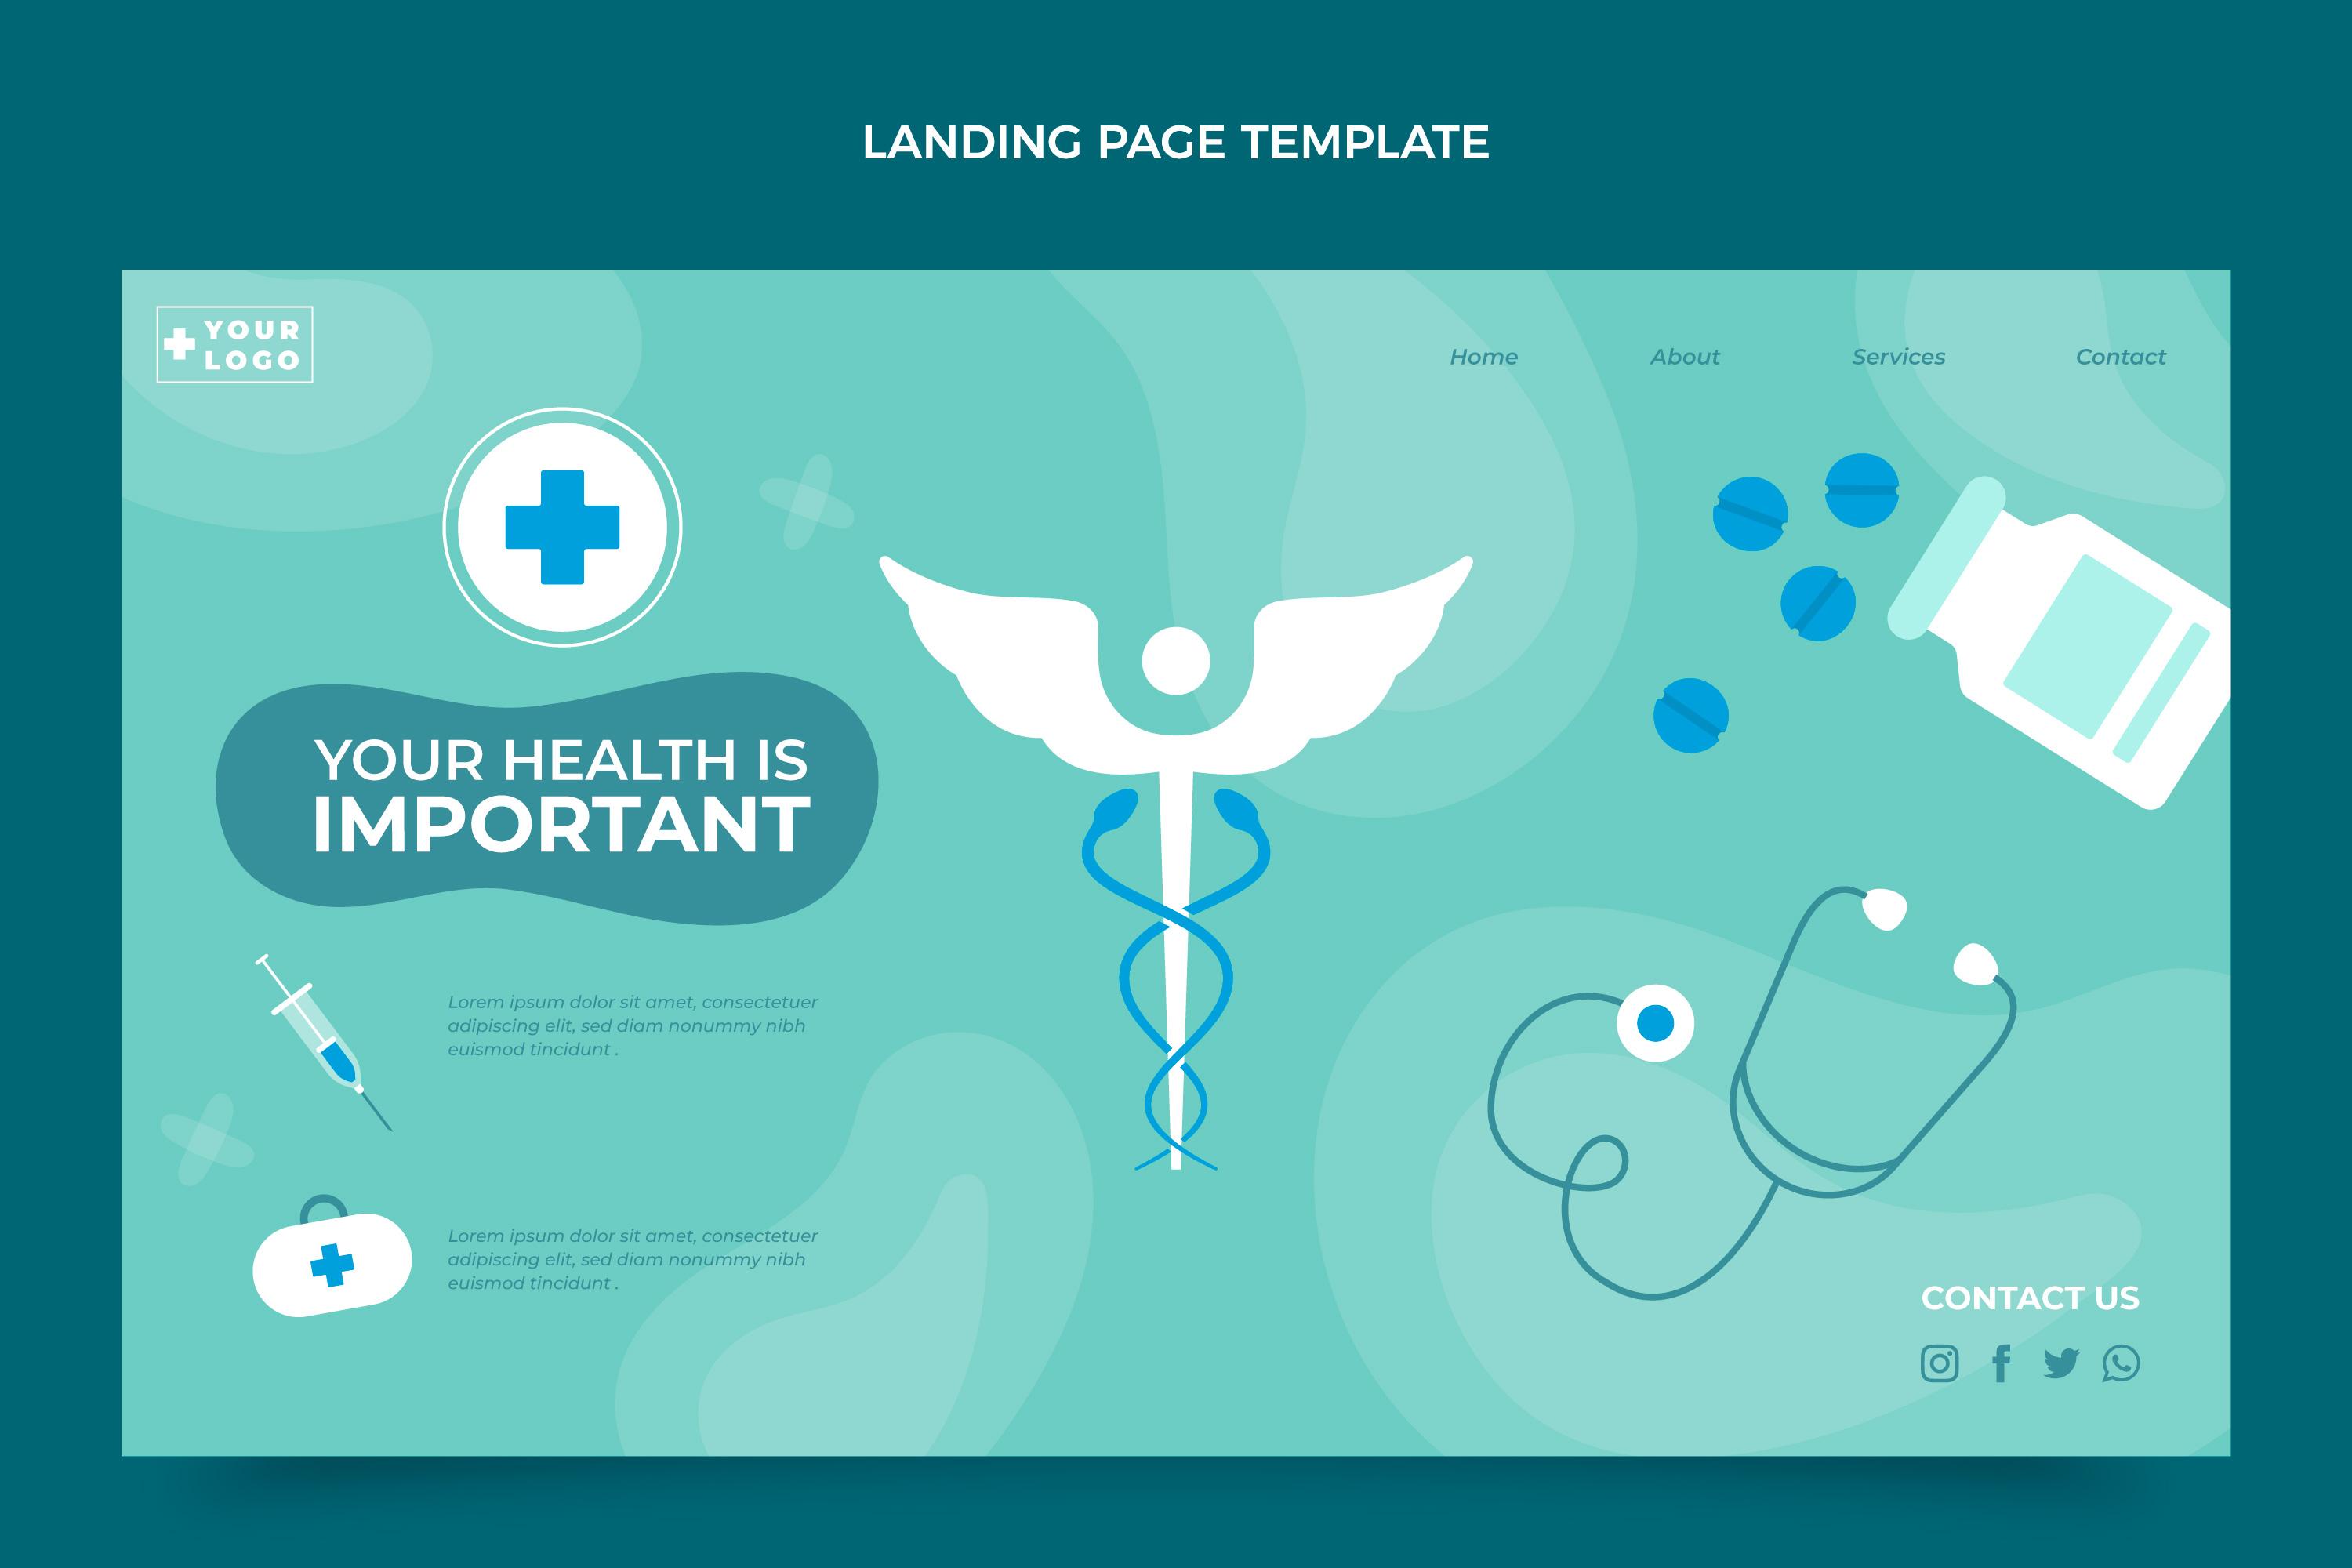 LANDING PAGE TEMPLATE
YOUR
LOGO
Home About Services Contact
YOUR HEALTH IS
IMPORTANT
Lorem ipsum dolor sit amet, consectetuer
adipiscing elit, sed diam nonummy nibh
euismod tincidunt .
Lorem ipsum dolor sit amet, consectetuer
adipiscing elit, sed diam nonummy nibh
euismod tincidunt .
CONTACT US